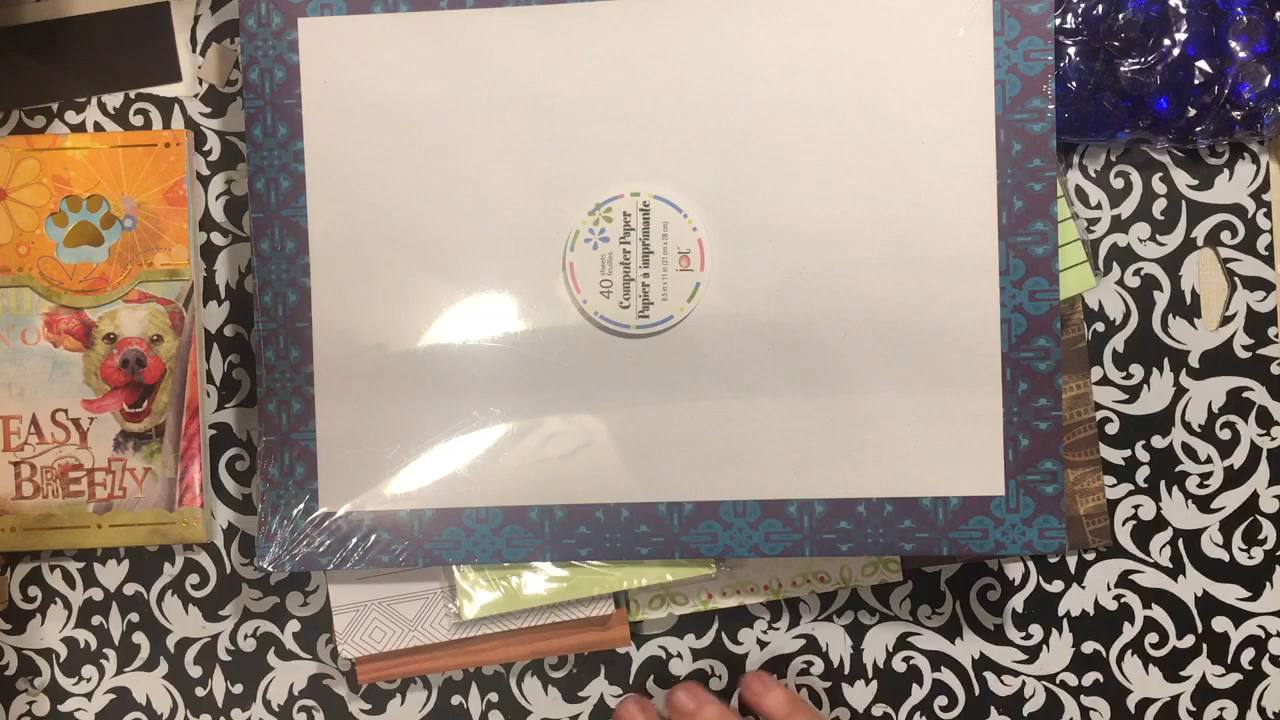 40 sheets
feuilles
Computer Paper
Papier à imprimante
8.5 in x 11 in (21 cm x 28 cm)
jot
EASY
BREEZY